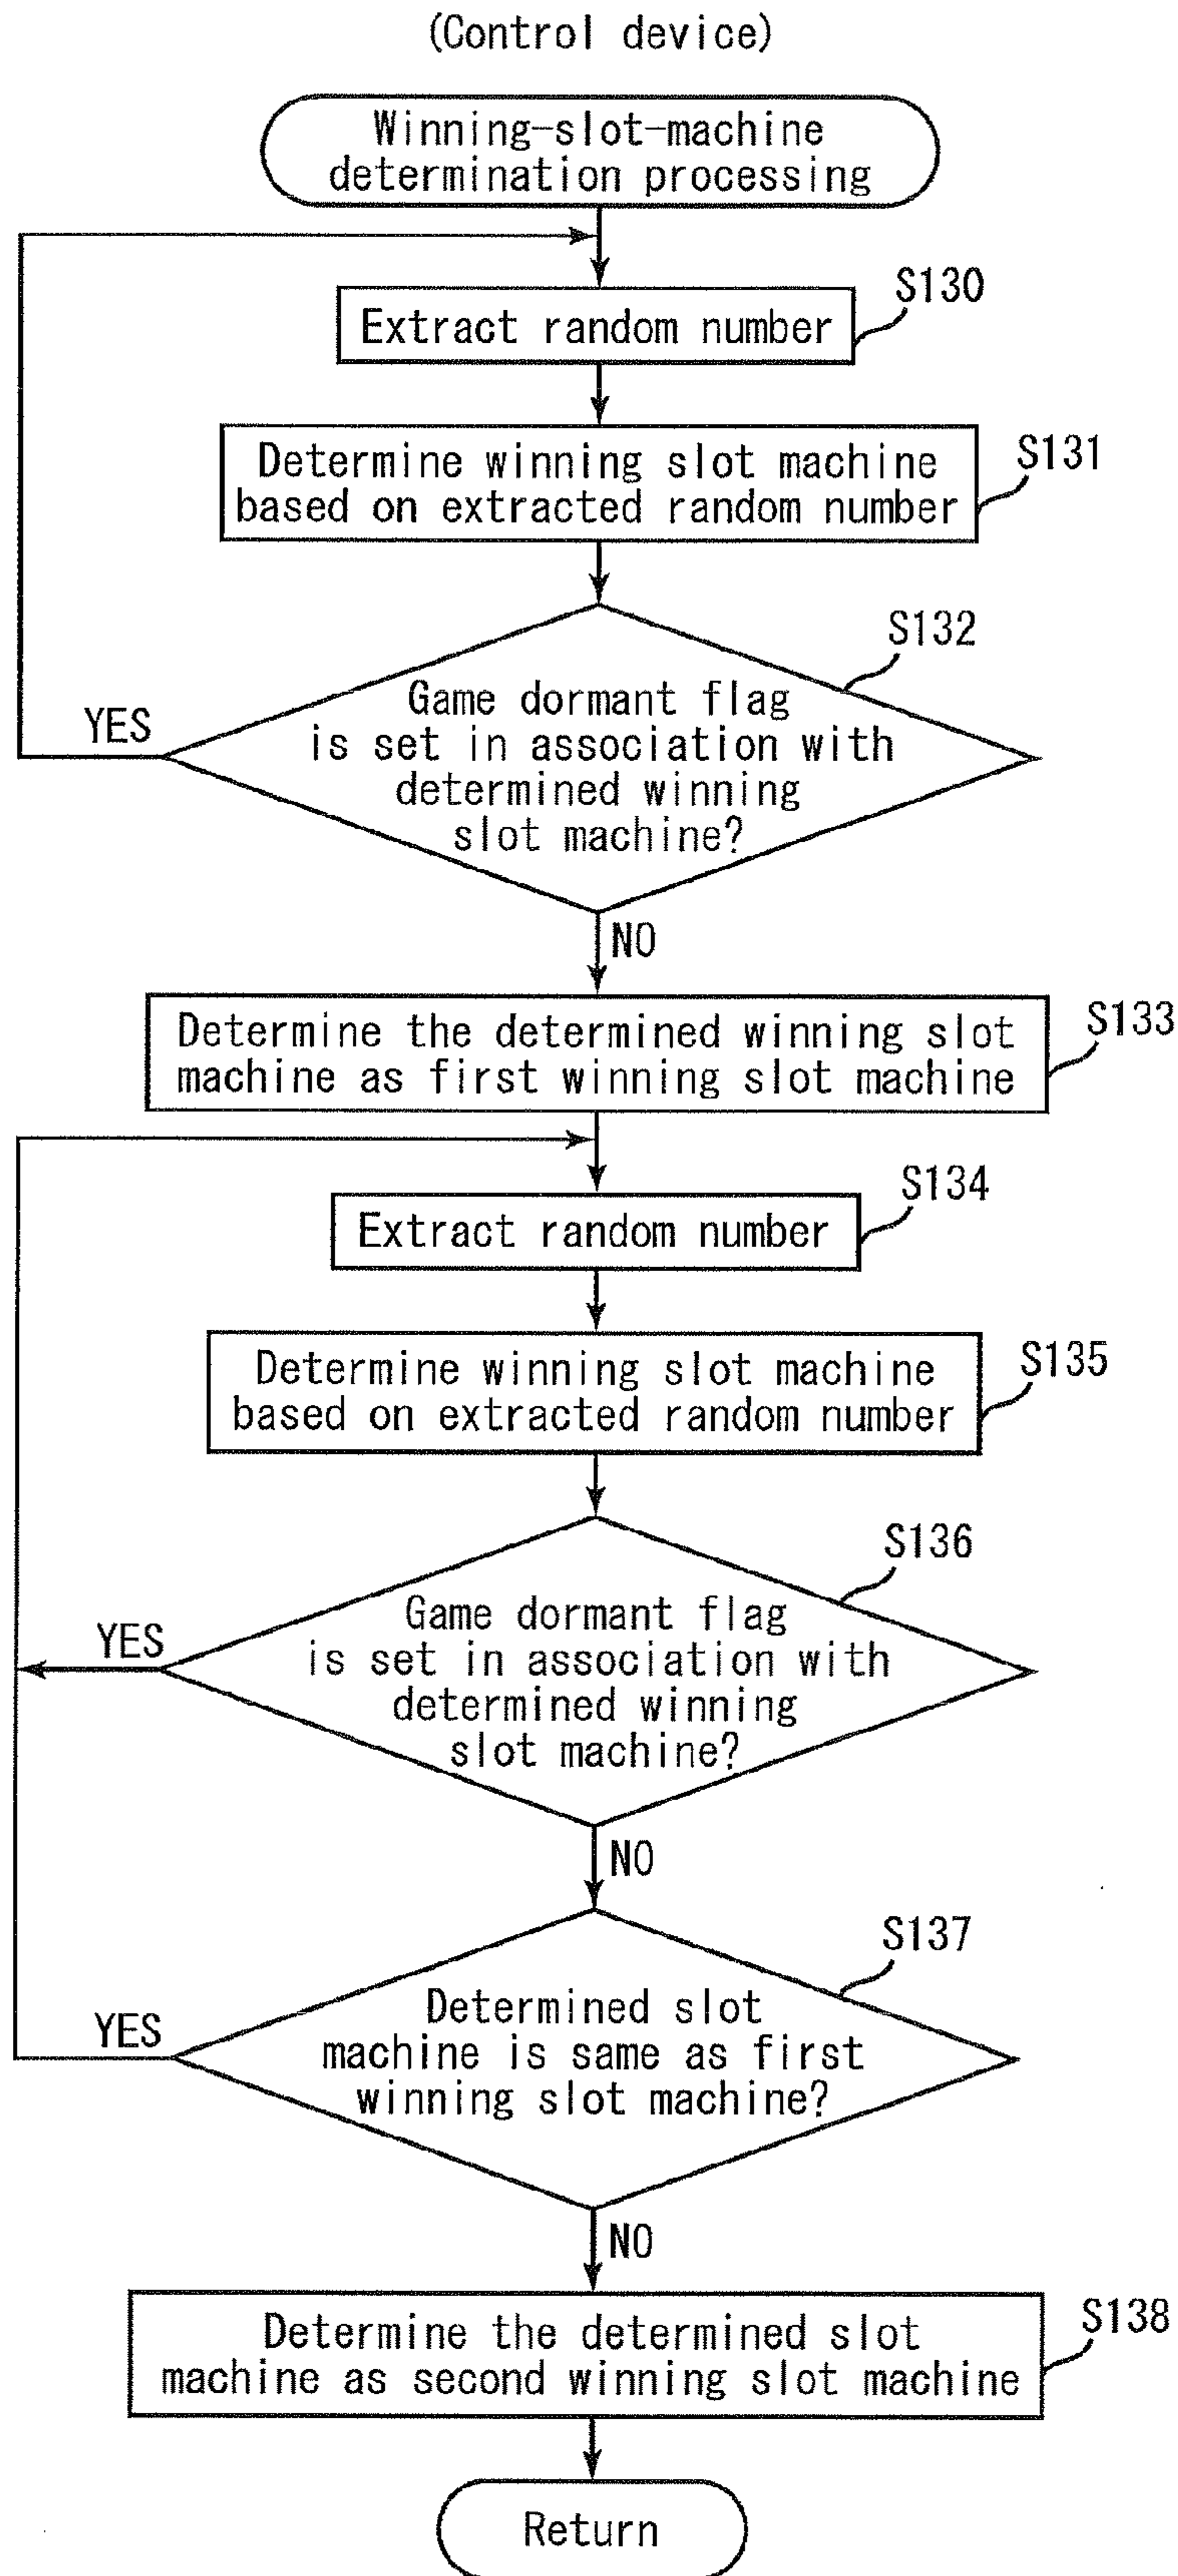 (Control device)
Winning-slot-machine
determination processing
S130
Extract random number
S131
Determine winning slot machine
based on extracted random number
S132
Game dormant flag
is set in association with
determined winning
slot machine?
YES
NO
S133
Determine the determined winning slot
machine as first winning slot machine
S134
Extract random number
S135
Determine winning slot machine
based on extracted random number
S136
Game dormant flag
is set in association with
determined winning
slot machine?
YES
NO
S137
Determined slot
machine is same as first
winning slot machine?
YES
NO
S138
Determine the determined slot
machine as second winning slot machine
Return